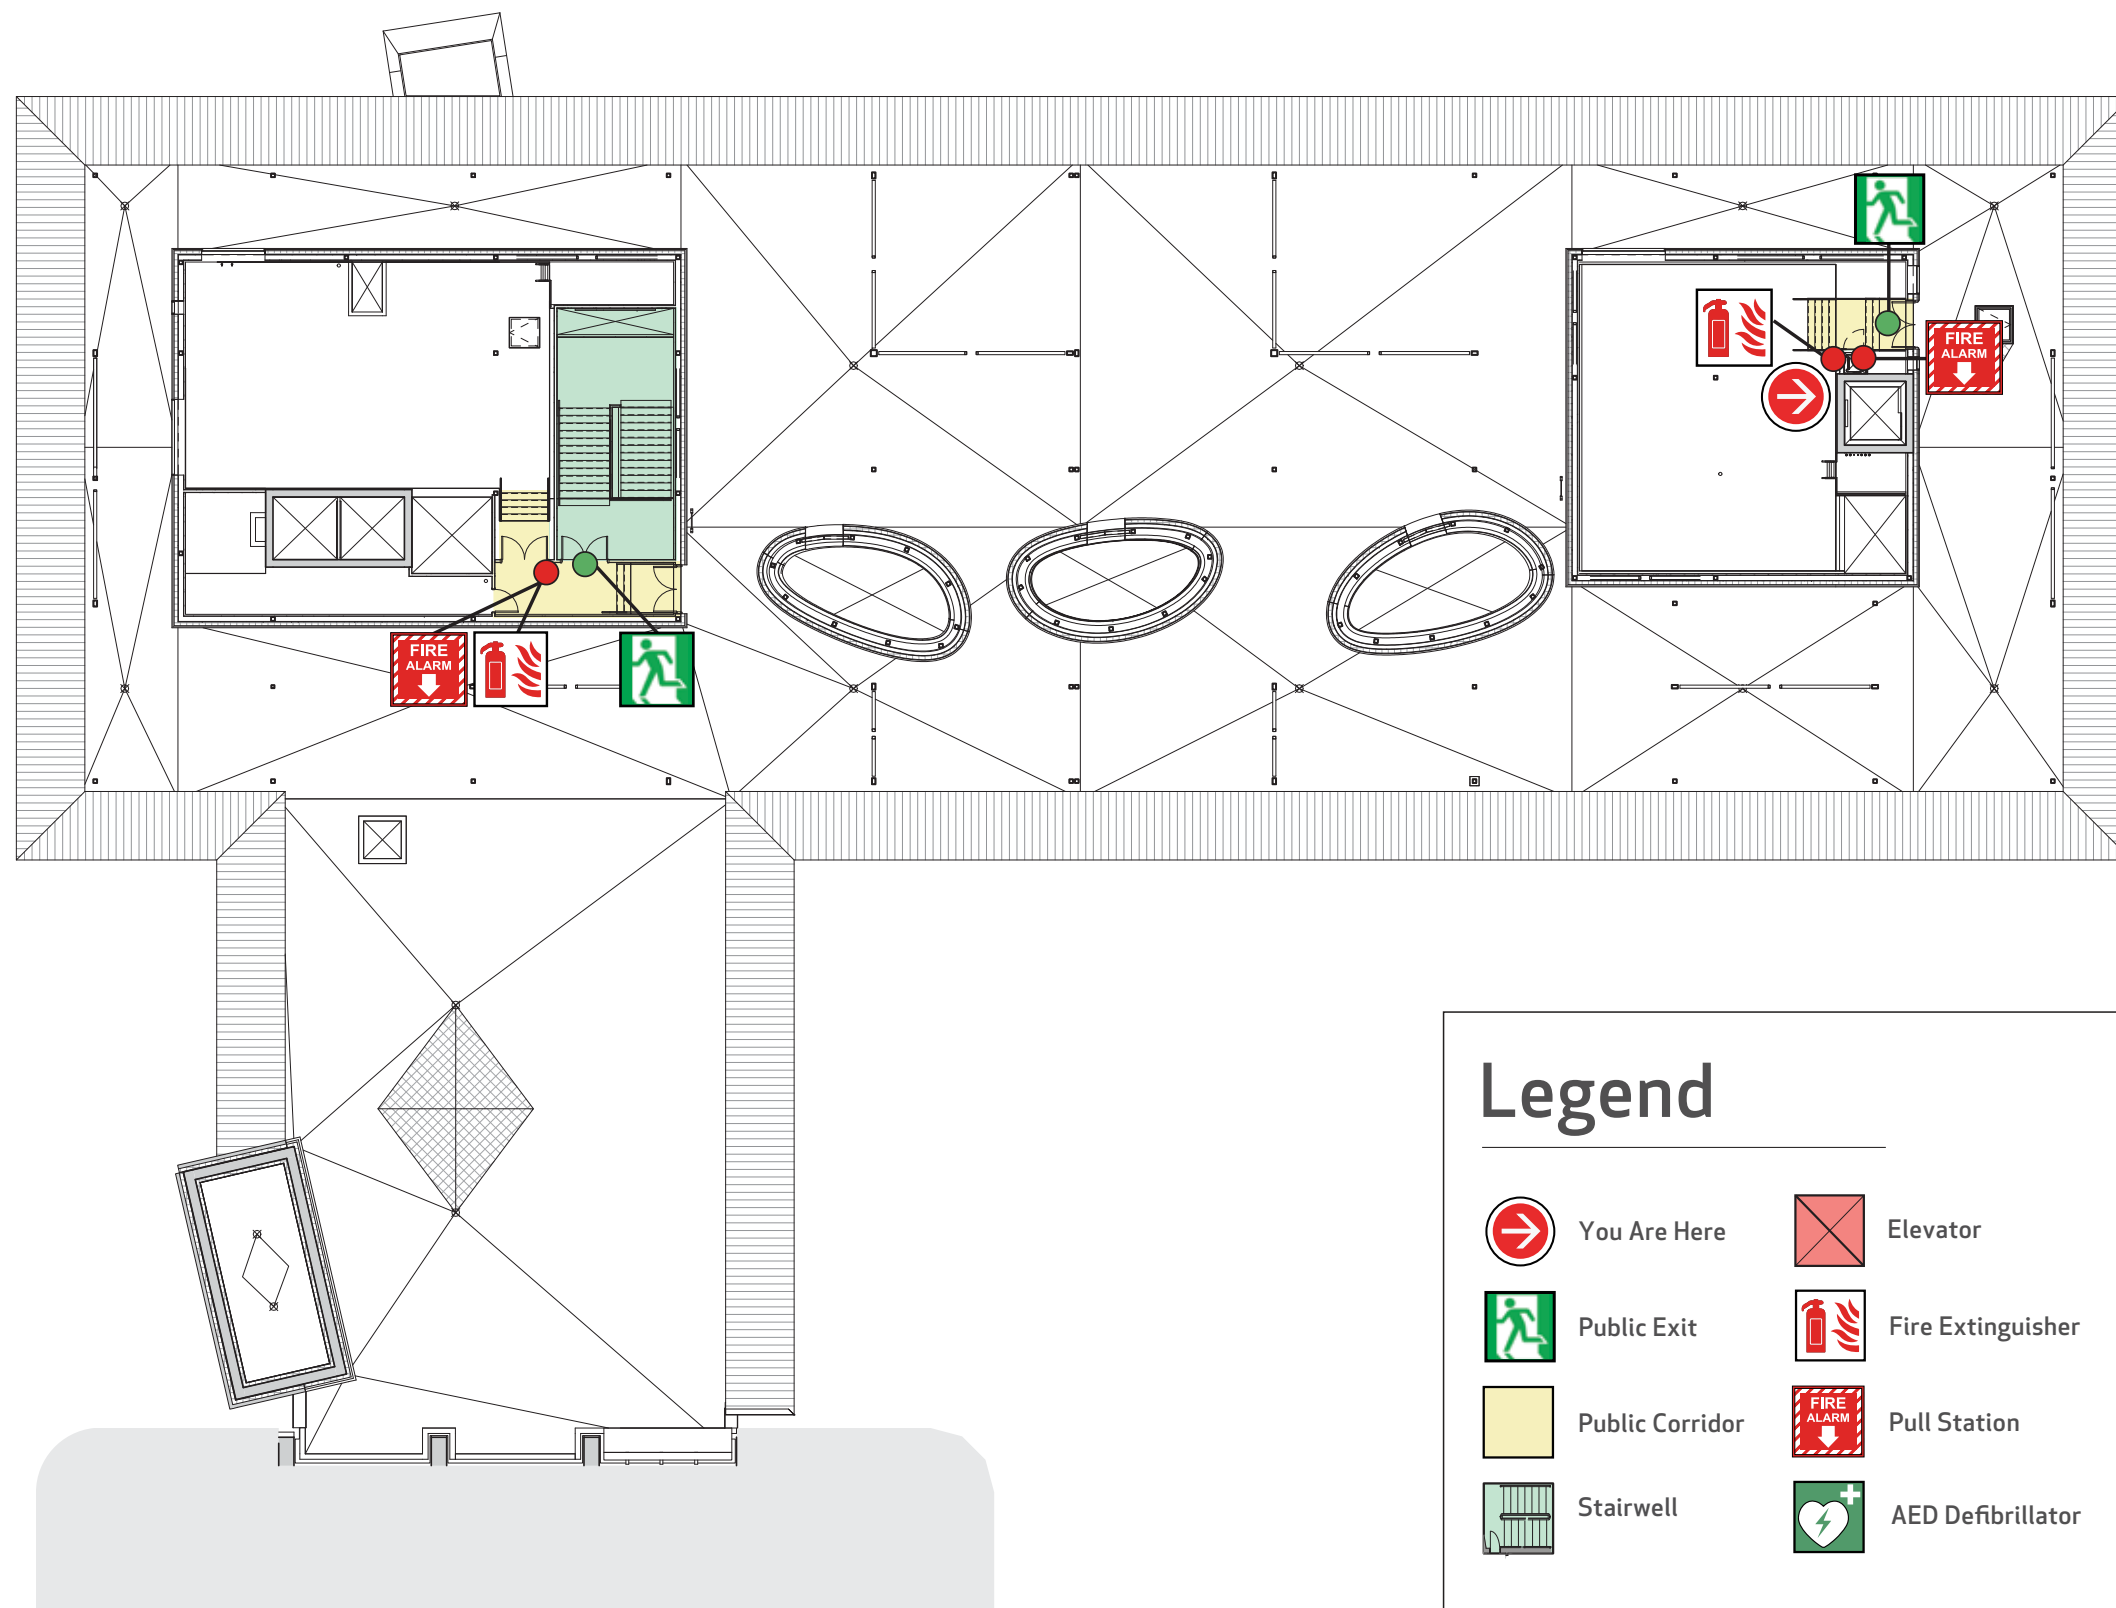 FIRE
ALARM
FIRE
ALARM
Legend
You Are Here
Elevator
Public Exit
Fire Extinguisher
Public Corridor
FIRE
ALARM
Pull Station
Stairwell
AED Defibrillator